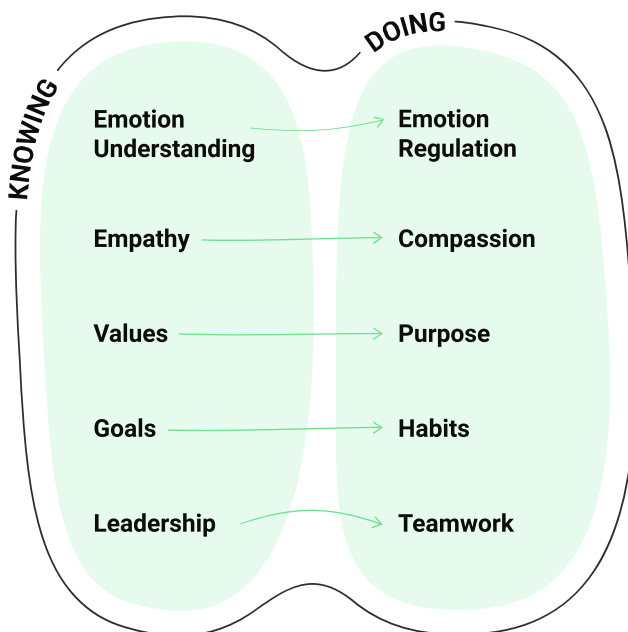 KNOWING
DOING
Emotion
Understanding
Emotion
Regulation
Empathy
Compassion
Values
Purpose
Goals
Habits
Leadership
Teamwork